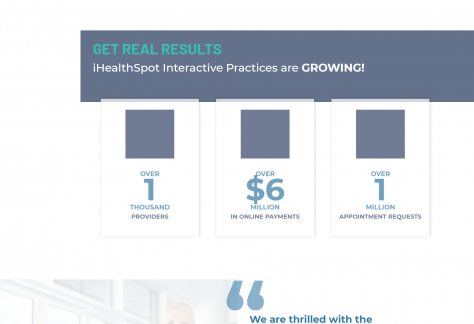 GET REAL RESULTS
iHealthSpot Interactive Practices are GROWING!
OVER
1
THOUSAND
PROVIDERS
OVER
$6
MILLION
IN ONLINE PAYMENTS
OVER
1
MILLION
APPOINTMENT REQUESTS
“
We are thrilled with the